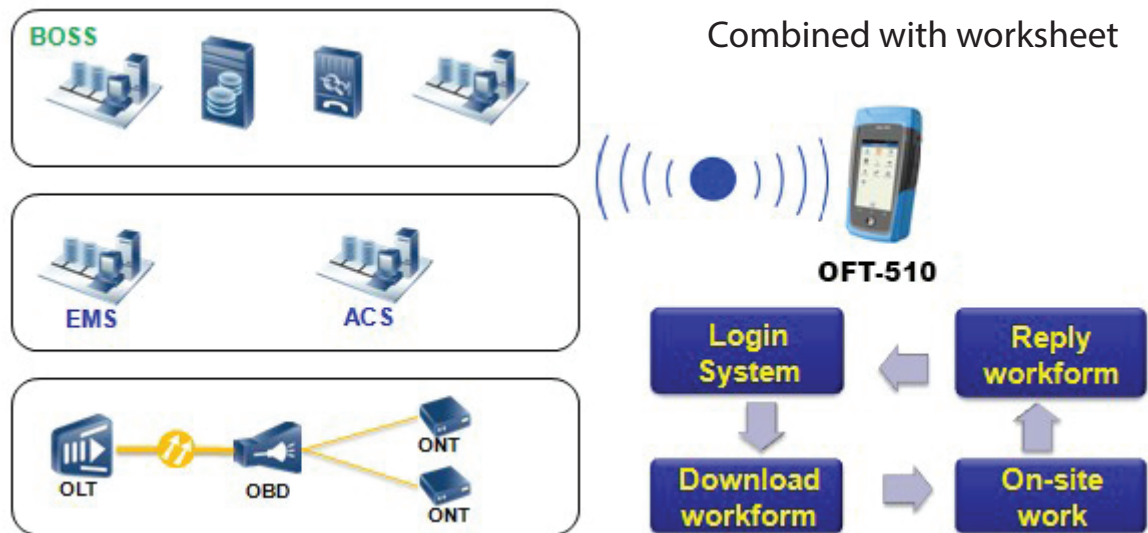 BOSS
Combined with worksheet
OFT-510
EMS
ACS
Login
System
Reply
workform
ONT
OLT
OBD
ONT
Download
workform
On-site
work